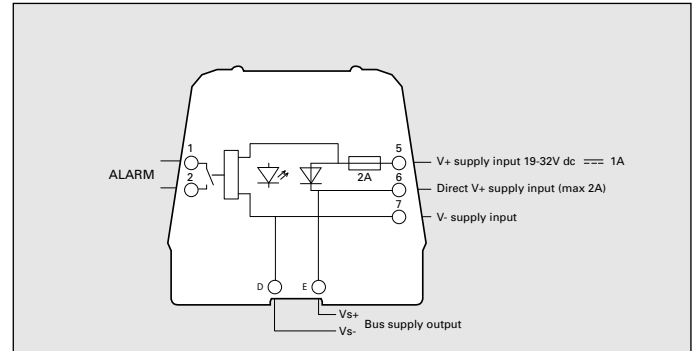 1
2
ALARM
2A
5
6
7
V+ supply input 19-32V dc 1A
Direct V+ supply input (max 2A)
V- supply input
D
E
Vs+
Vs-
Bus supply output